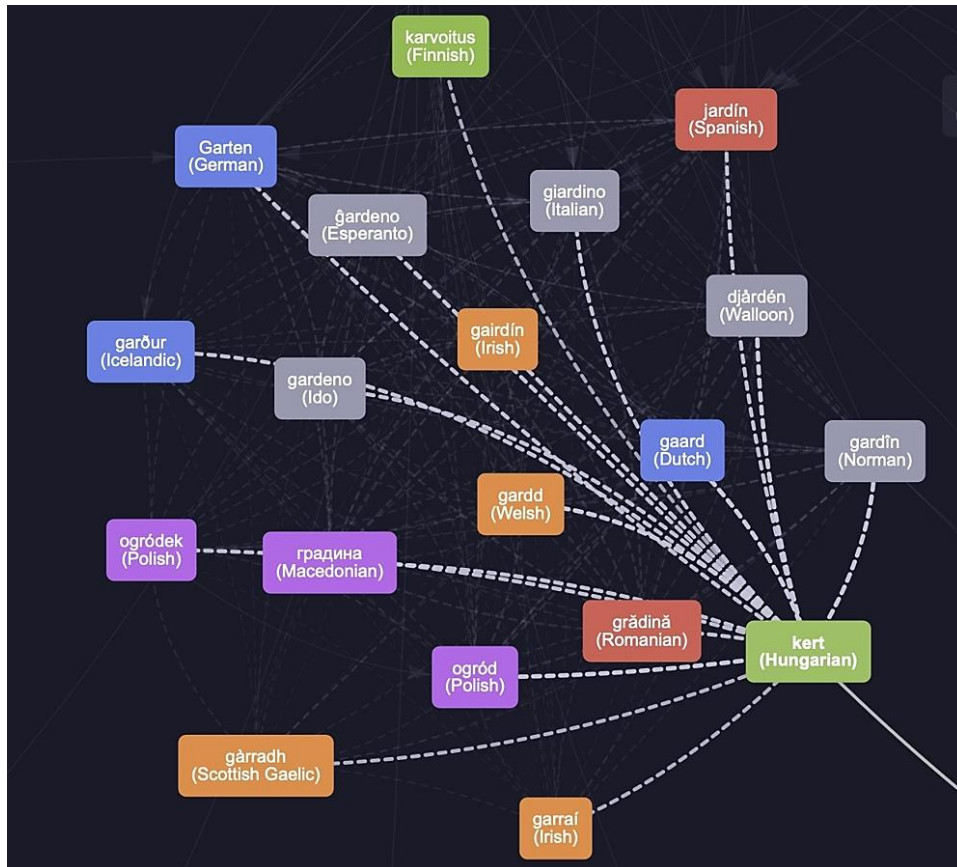 karvoitus
(Finnish)
jardín
(Spanish)
Garten
(German)
giardino
(Italian)
ĝardeno
(Esperanto)
djårdén
(Walloon)
gairdín
(Irish)
garður
(Icelandic)
gardeno
(Ido)
gaard
(Dutch)
gardîn
(Norman)
gardd
(Welsh)
ogródek
(Polish)
градина
(Macedonian)
grădină
(Romanian)
kert
(Hungarian)
ogród
(Polish)
gàrradh
(Scottish Gaelic)
garraí
(Irish)